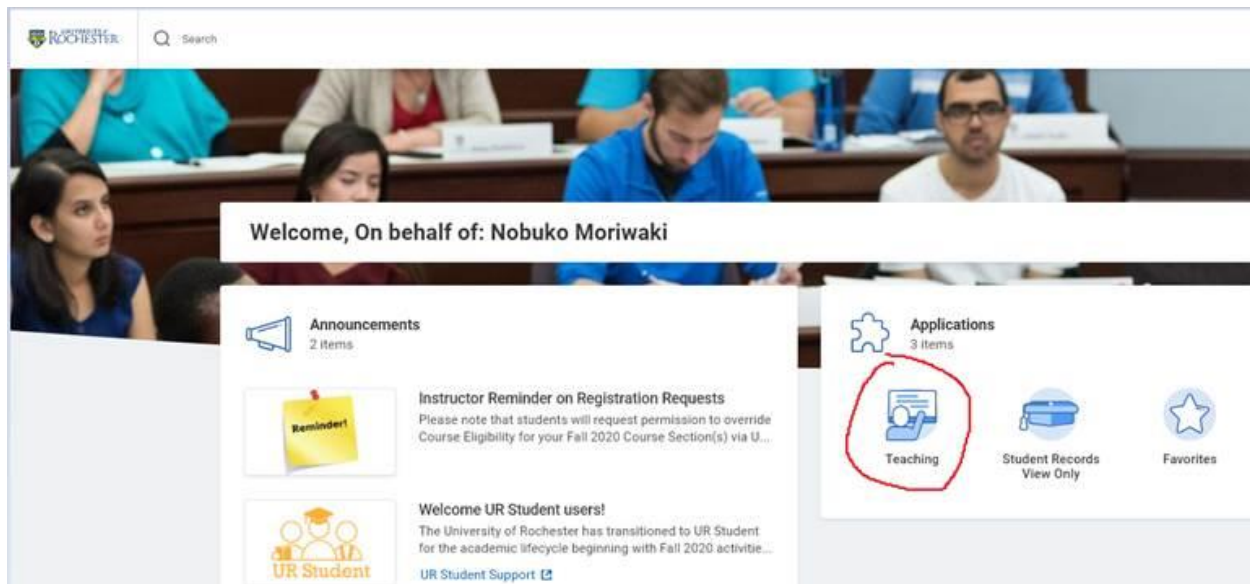 UNIVERSITY of
ROCHESTER
Search
Welcome, On behalf of: Nobuko Moriwaki
Announcements
2 items
Reminder!
Instructor Reminder on Registration Requests
Please note that students will request permission to override
Course Eligibility for your Fall 2020 Course Section(s) via U...
UR Student
Welcome UR Student users!
The University of Rochester has transitioned to UR Student
for the academic lifecycle beginning with Fall 2020 activitie...
UR Student Support
Applications
3 items
Teaching
Student Records
View Only
Favorites